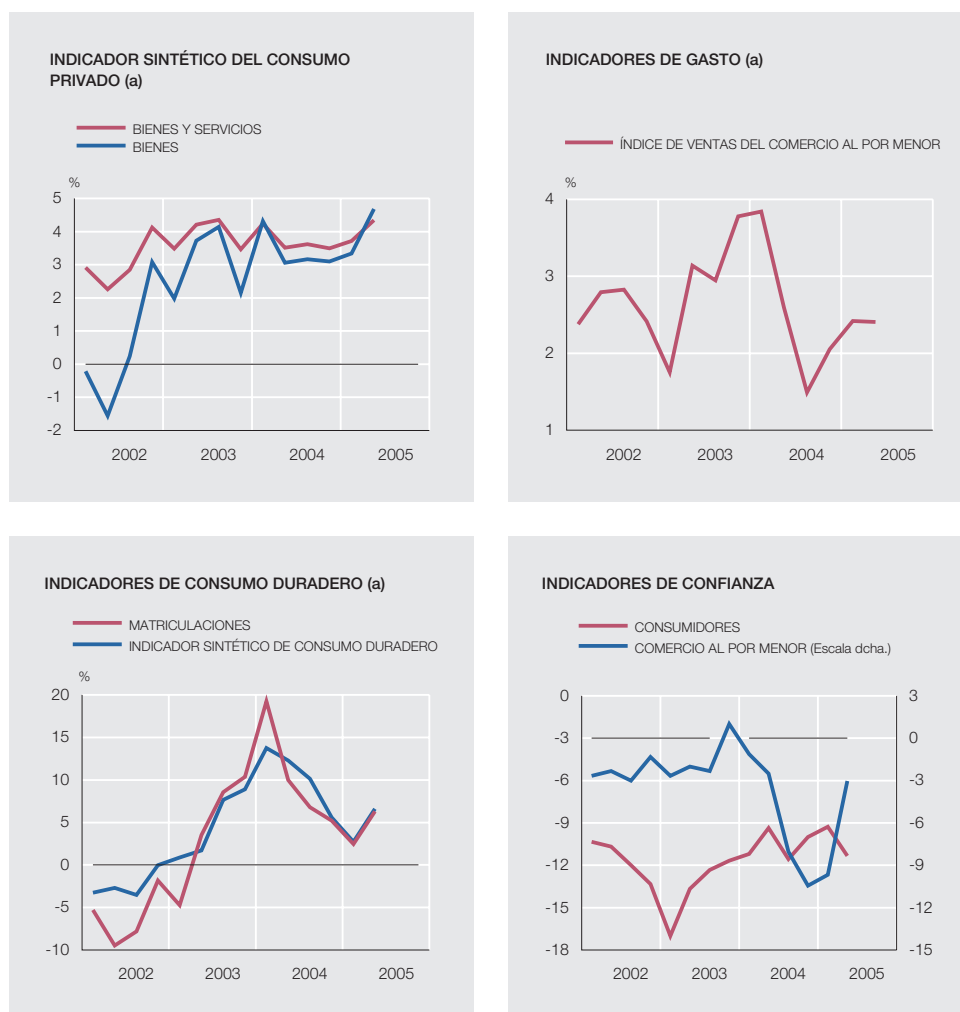 INDICADOR SINTÉTICO DEL CONSUMO
PRIVADO (a)
BIENES Y SERVICIOS
BIENES
%
5
4
3
2
1
0
-1
-2
2002 2003 2004 2005
INDICADORES DE GASTO (a)
ÍNDICE DE VENTAS DEL COMERCIO AL POR MENOR
%
4
3
2
1
2002 2003 2004 2005
INDICADORES DE CONSUMO DURADERO (a)
MATRICULACIONES
INDICADOR SINTÉTICO DE CONSUMO DURADERO
%
20
15
10
5
0
-5
-10
2002 2003 2004 2005
INDICADORES DE CONFIANZA
CONSUMIDORES
COMERCIO AL POR MENOR (Escala dcha.)
0 3
-3 0
-6 -3
-9 -6
-12 -9
-15 -12
-18 -15
2002 2003 2004 2005